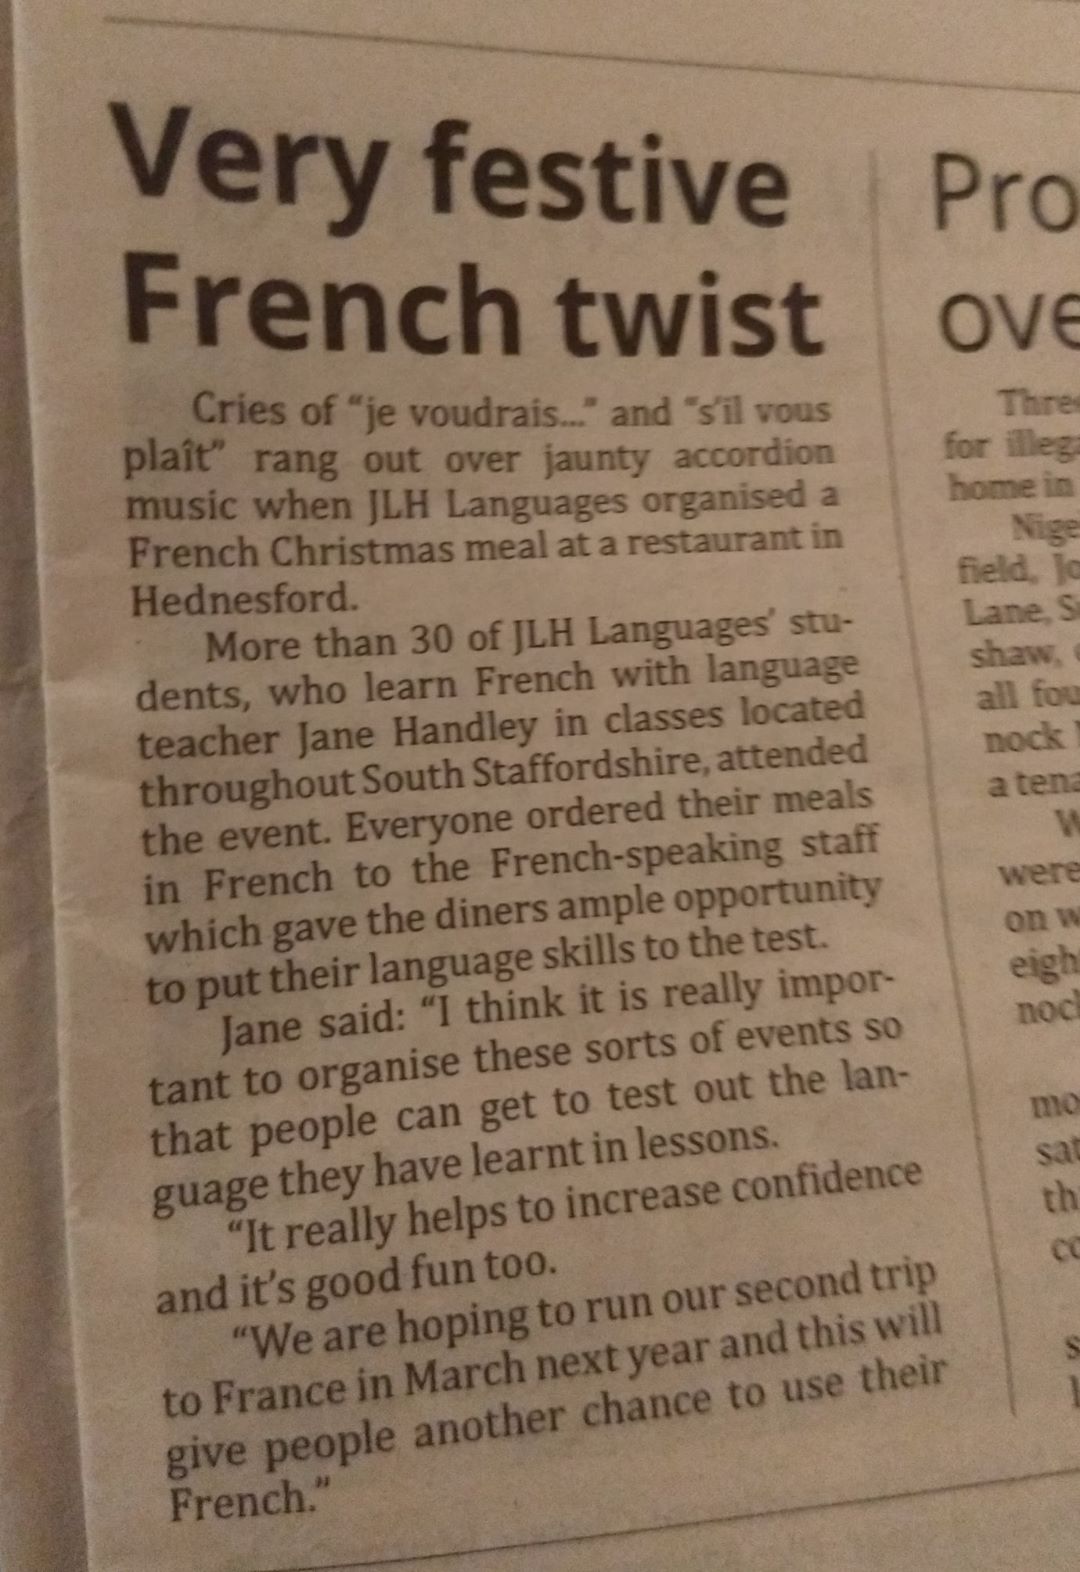 Very festive
French twist
Cries of “je voudrais...” and “s’il vous
plaît” rang out over jaunty accordion
music when JLH Languages organised a
French Christmas meal at a restaurant in
Hednesford.
More than 30 of JLH Languages’ stu-
dents, who learn French with language
teacher Jane Handley in classes located
throughout South Staffordshire, attended
the event. Everyone ordered their meals
in French to the French-speaking staff
which gave the diners ample opportunity
to put their language skills to the test.
Jane said: “I think it is really impor-
tant to organise these sorts of events so
that people can get to test out the lan-
guage they have learnt in lessons.
“It really helps to increase confidence
and it’s good fun too.
“We are hoping to run our second trip
to France in March next year and this will
give people another chance to use their
French.”
Pro
ove
Three
for illega
home in
Nige
field, Jo
Lane, S
shaw,
all fou
nock
a tena
W
were
on w
eigh
noc
mo
sat
th
co
s